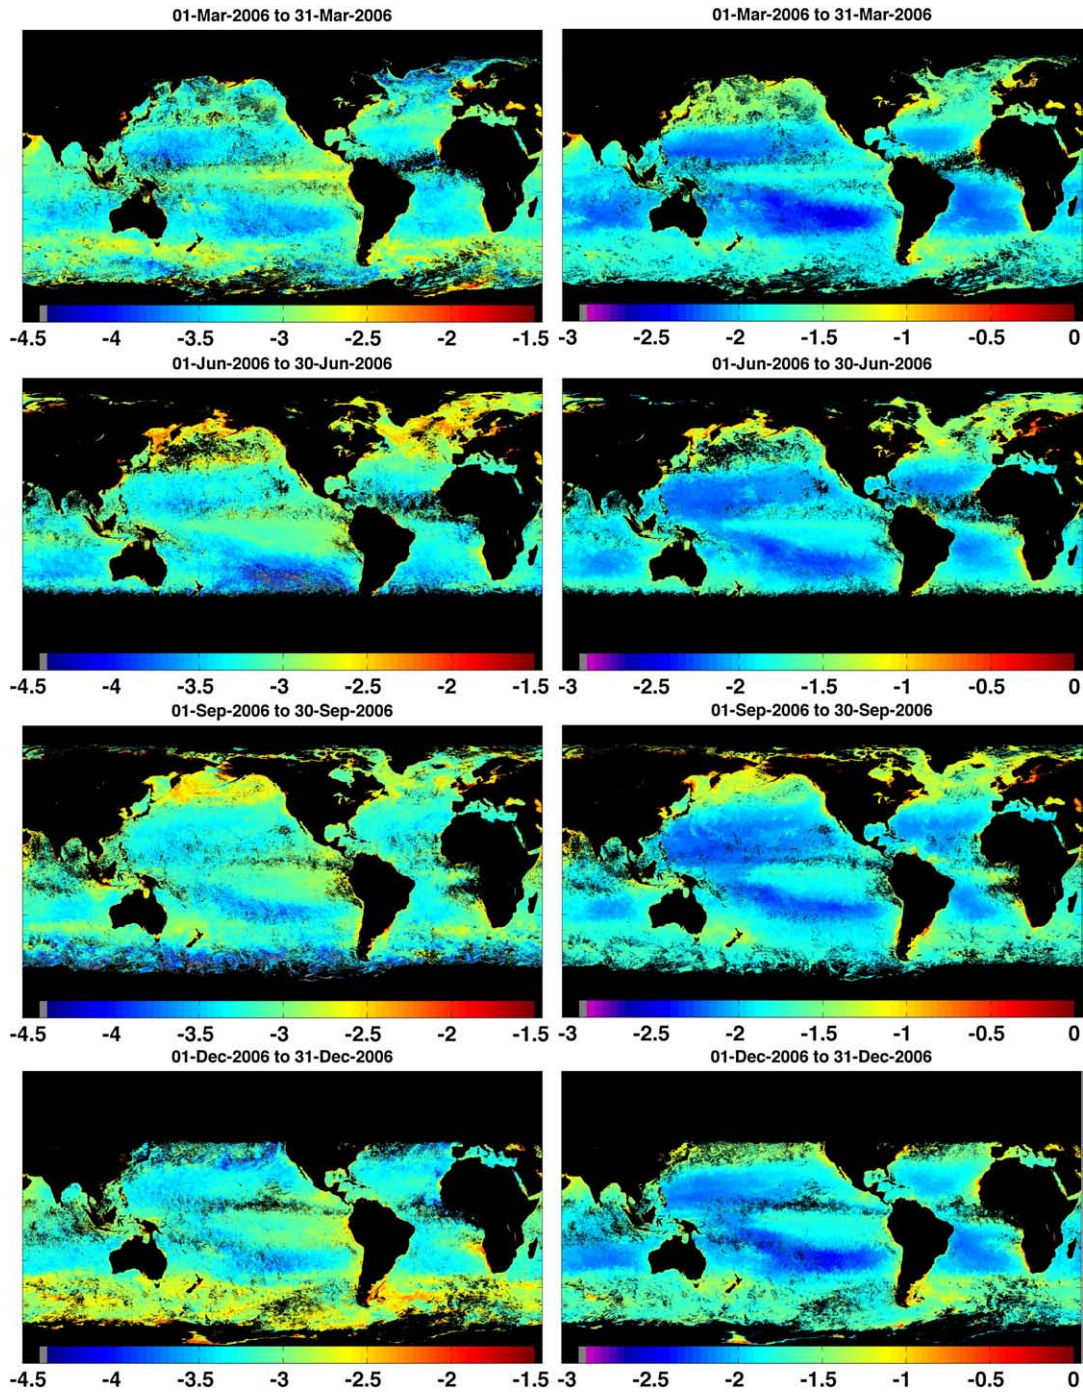 01-Mar-2006 to 31-Mar-2006 01-Mar-2006 to 31-Mar-2006
-4.5 -4 -3.5 -3 -2.5 -2 -1.5 -3 -2.5 -2 -1.5 -1 -0.5 0
01-Jun-2006 to 30-Jun-2006 01-Jun-2006 to 30-Jun-2006
-4.5 -4 -3.5 -3 -2.5 -2 -1.5 -3 -2.5 -2 -1.5 -1 -0.5 0
01-Sep-2006 to 30-Sep-2006 01-Sep-2006 to 30-Sep-2006
-4.5 -4 -3.5 -3 -2.5 -2 -1.5 -3 -2.5 -2 -1.5 -1 -0.5 0
01-Dec-2006 to 31-Dec-2006 01-Dec-2006 to 31-Dec-2006
-4.5 -4 -3.5 -3 -2.5 -2 -1.5 -3 -2.5 -2 -1.5 -1 -0.5 0